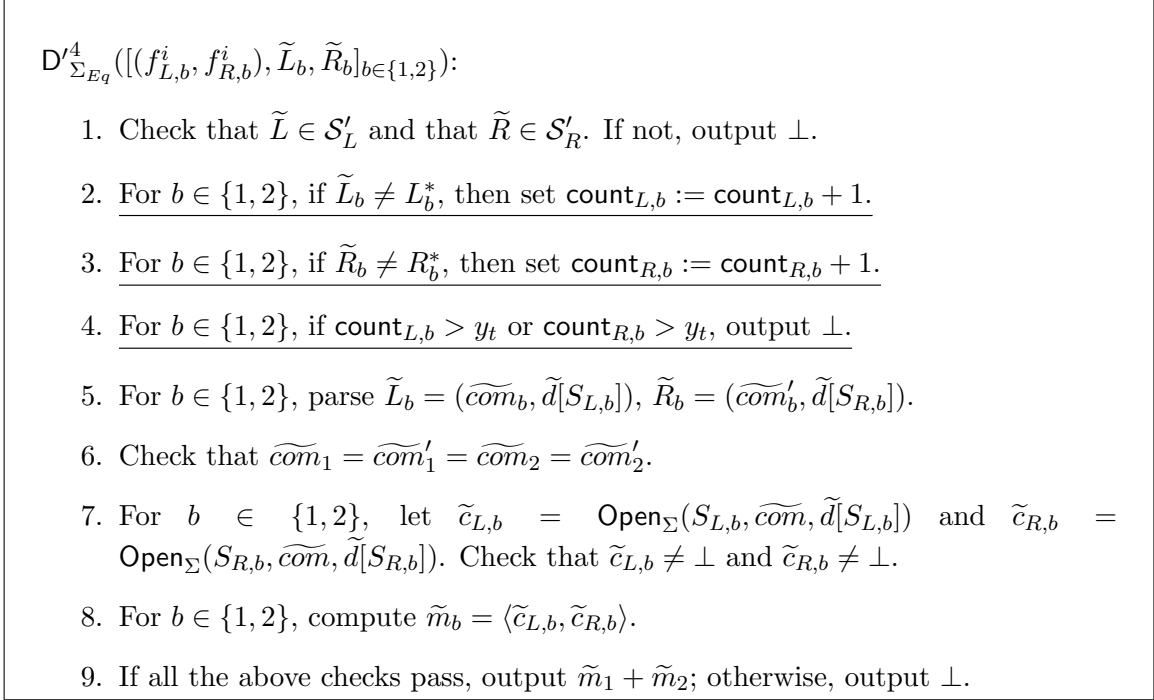 D′⁴_{Σ_{Eq}}([(f^i_{L,b}, f^i_{R,b}), L̃_b, R̃_b]_{b∈{1,2}}):
1. Check that L̃ ∈ 𝒮′_L and that R̃ ∈ 𝒮′_R. If not, output ⊥.
2. For b ∈ {1, 2}, if L̃_b ≠ L*_b, then set count_{L,b} := count_{L,b} + 1.
3. For b ∈ {1, 2}, if R̃_b ≠ R*_b, then set count_{R,b} := count_{R,b} + 1.
4. For b ∈ {1, 2}, if count_{L,b} > y_t or count_{R,b} > y_t, output ⊥.
5. For b ∈ {1, 2}, parse L̃_b = (c͠om_b, d̃[S_{L,b}]), R̃_b = (c͠om′_b, d̃[S_{R,b}]).
6. Check that c͠om_1 = c͠om′_1 = c͠om_2 = c͠om′_2.
7. For b ∈ {1, 2}, let c̃_{L,b} = Open_Σ(S_{L,b}, c͠om, d̃[S_{L,b}]) and c̃_{R,b} =
Open_Σ(S_{R,b}, c͠om, d̃[S_{R,b}]). Check that c̃_{L,b} ≠ ⊥ and c̃_{R,b} ≠ ⊥.
8. For b ∈ {1, 2}, compute m̃_b = ⟨c̃_{L,b}, c̃_{R,b}⟩.
9. If all the above checks pass, output m̃_1 + m̃_2; otherwise, output ⊥.